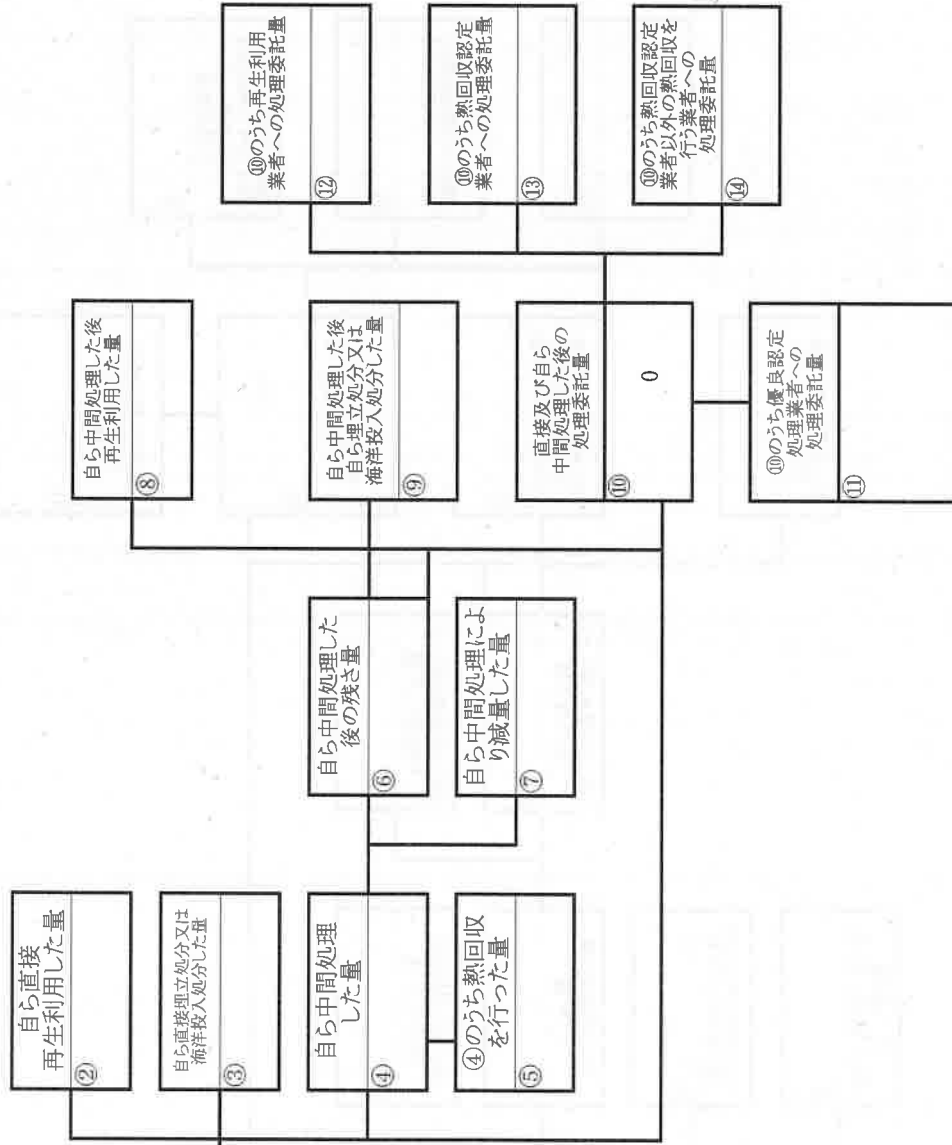 自ら直接
再生利用した量
②
自ら直接埋立処分又は
海洋投入処分した量
③
自ら中間処理
した量
④
④のうち熱回収
を行った量
⑤
自ら中間処理した
後の残さ量
⑥
自ら中間処理によ
り減量した量
⑦
自ら中間処理した後
再生利用した量
⑧
自ら中間処理した後
自ら埋立処分又は
海洋投入処分した量
⑨
直接及び自ら
中間処理した後の
処理委託量
⑩
0
⑩のうち優良認定
処理業者への
処理委託量
⑪
⑩のうち再生利用
業者への処理委託量
⑫
⑩のうち熱回収認定
業者への処理委託量
⑬
⑩のうち熱回収認定
業者以外の熱回収を
行う業者への
処理委託量
⑭